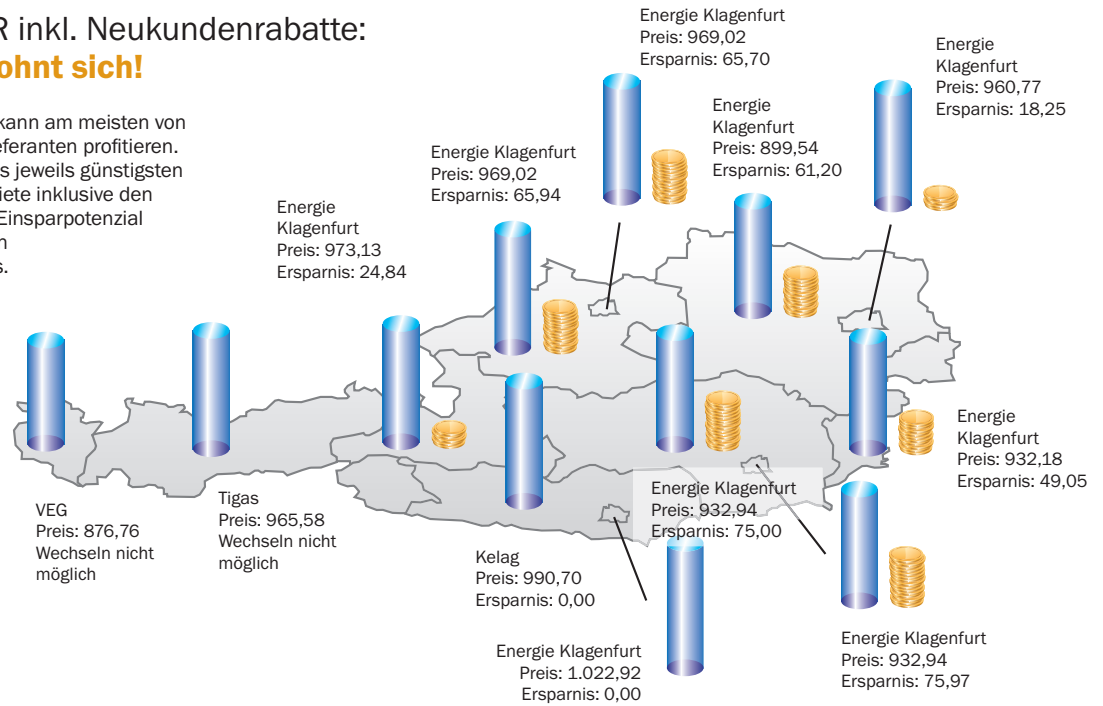 R inkl. Neukundenrabatte:
ohnt sich!
kann am meisten von
eferanten profitieren.
s jeweils günstigsten
iete inklusive den
Einsparpotenzial
n
s.
Energie Klagenfurt
Preis: 969,02
Ersparnis: 65,70
Energie
Klagenfurt
Preis: 960,77
Ersparnis: 18,25
Energie
Klagenfurt
Preis: 899,54
Ersparnis: 61,20
Energie Klagenfurt
Preis: 969,02
Ersparnis: 65,94
Energie
Klagenfurt
Preis: 973,13
Ersparnis: 24,84
VEG
Preis: 876,76
Wechseln nicht
möglich
Tigas
Preis: 965,58
Wechseln nicht
möglich
Kelag
Preis: 990,70
Ersparnis: 0,00
Energie Klagenfurt
Preis: 932,94
Ersparnis: 75,00
Energie
Klagenfurt
Preis: 932,18
Ersparnis: 49,05
Energie Klagenfurt
Preis: 1.022,92
Ersparnis: 0,00
Energie Klagenfurt
Preis: 932,94
Ersparnis: 75,97